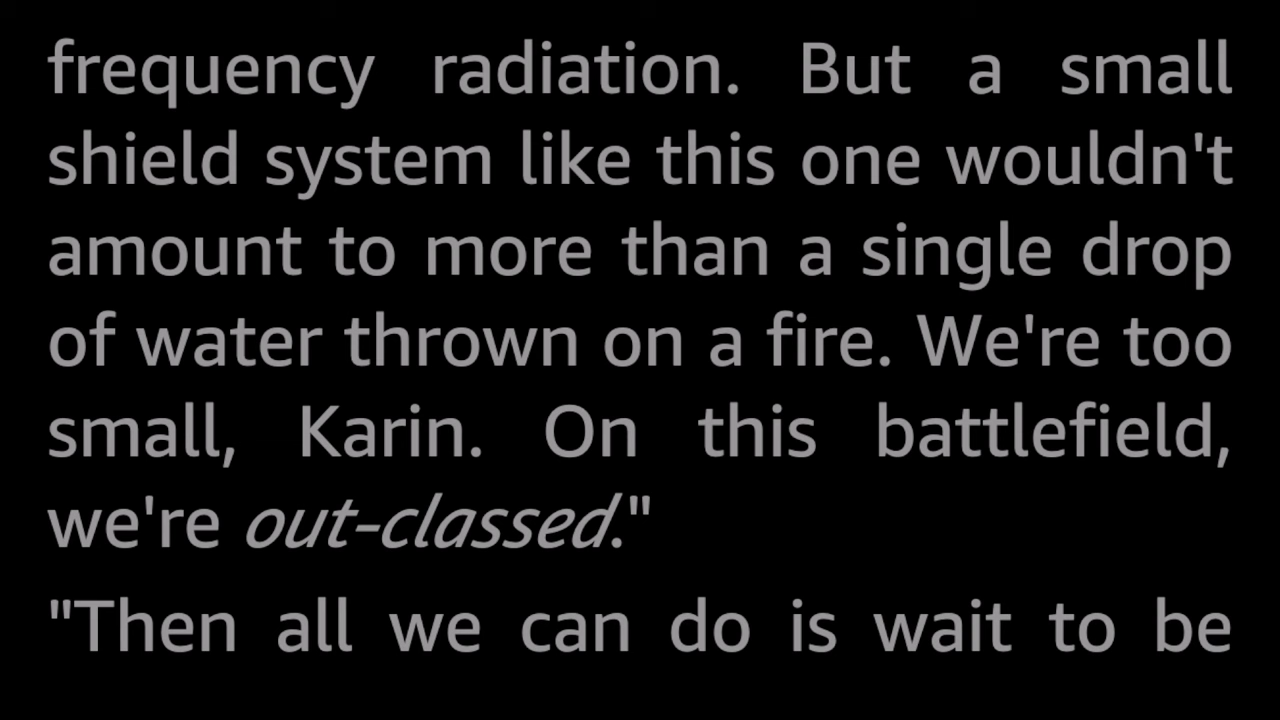 frequency radiation. But a small
shield system like this one wouldn't
amount to more than a single drop
of water thrown on a fire. We're too
small, Karin. On this battlefield,
we're out-classed."
"Then all we can do is wait to be